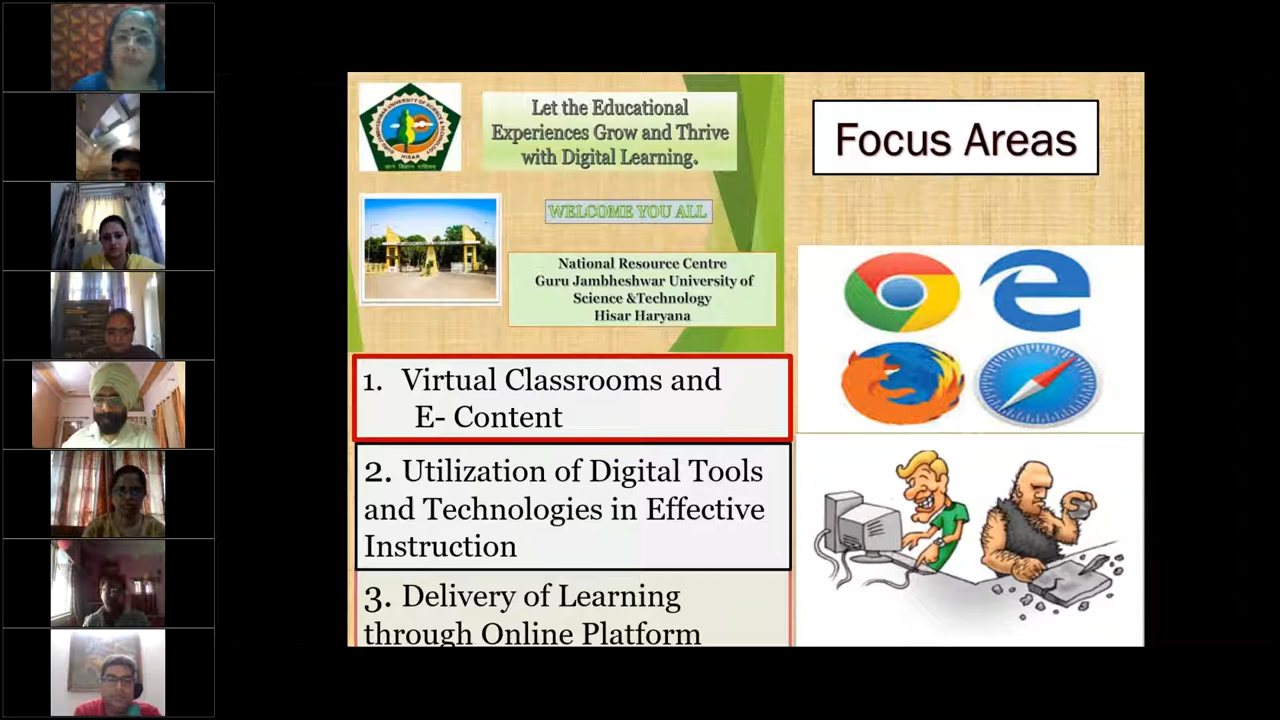 Let the Educational
Experiences Grow and Thrive
with Digital Learning.
WELCOME YOU ALL
National Resource Centre
Guru Jambheshwar University of
Science &Technology
Hisar Haryana
Focus Areas
1. Virtual Classrooms and
E- Content
2. Utilization of Digital Tools
and Technologies in Effective
Instruction
3. Delivery of Learning
through Online Platform